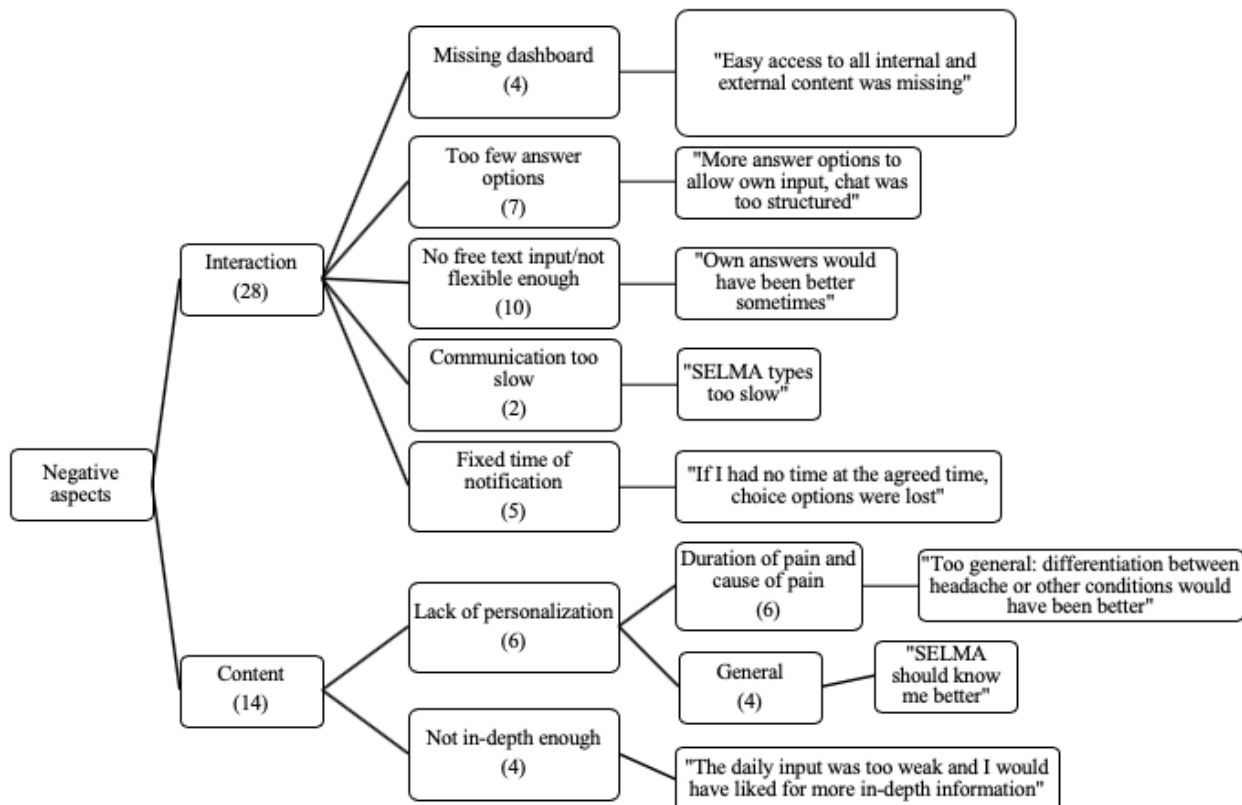 Negative
aspects
Interaction
(28)
Missing dashboard
(4)
"Easy access to all internal and
external content was missing"
Too few answer
options
(7)
"More answer options to
allow own input, chat was
too structured"
No free text input/not
flexible enough
(10)
"Own answers would
have been better
sometimes"
Communication too
slow
(2)
"SELMA types
too slow"
Fixed time of
notification
(5)
"If I had no time at the agreed time,
choice options were lost"
Content
(14)
Lack of personalization
(6)
Duration of pain and
cause of pain
(6)
"Too general: differentiation between
headache or other conditions would
have been better"
General
(4)
"SELMA
should know
me better"
Not in-depth enough
(4)
"The daily input was too weak and I would
have liked for more in-depth information"